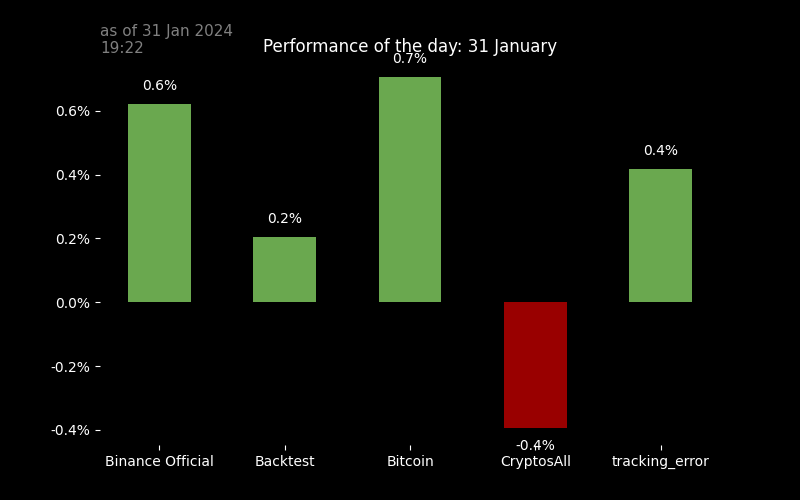 as of 31 Jan 2024
19:22
Performance of the day: 31 January
0.7%
0.6%
0.6%
0.4%
0.4%
0.2%
0.2%
0.0%
-0.2%
-0.4%
-0.4%
Binance Official
Backtest
Bitcoin
CryptosAll
tracking_error